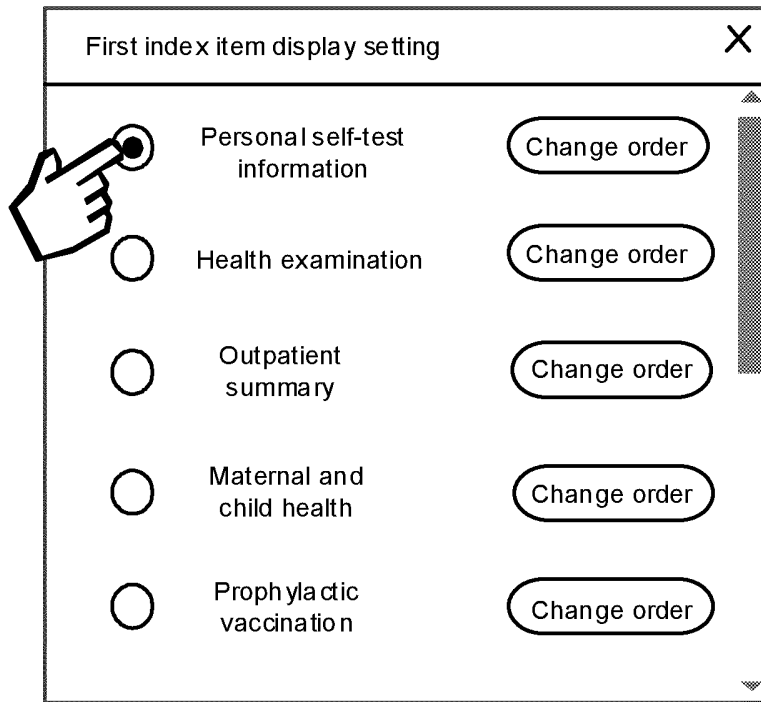 First index item display setting X
Personal self-test
information
Change order
Health examination
Change order
Outpatient
summary
Change order
Maternal and
child health
Change order
Prophylactic
vaccination
Change order